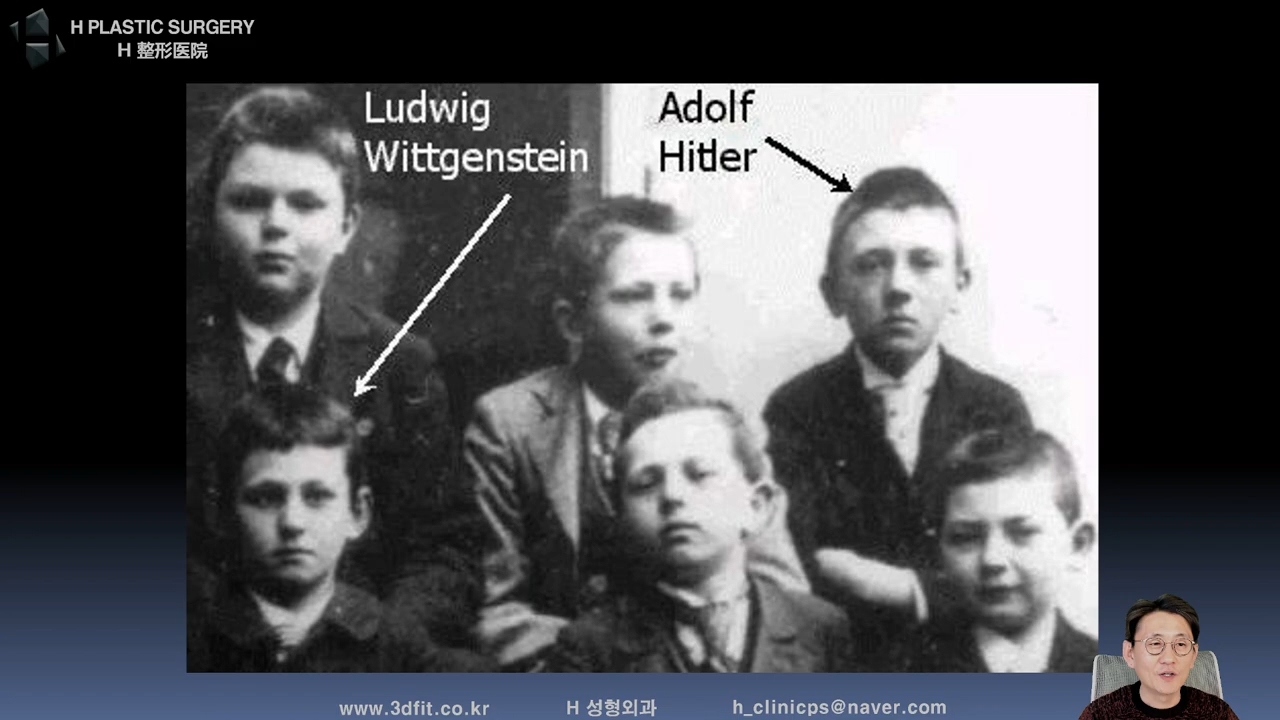 H PLASTIC SURGERY
H 整形医院
Ludwig
Wittgenstein
Adolf
Hitler
www.3dfit.co.kr
H 성형외과
h_clinicps@naver.com